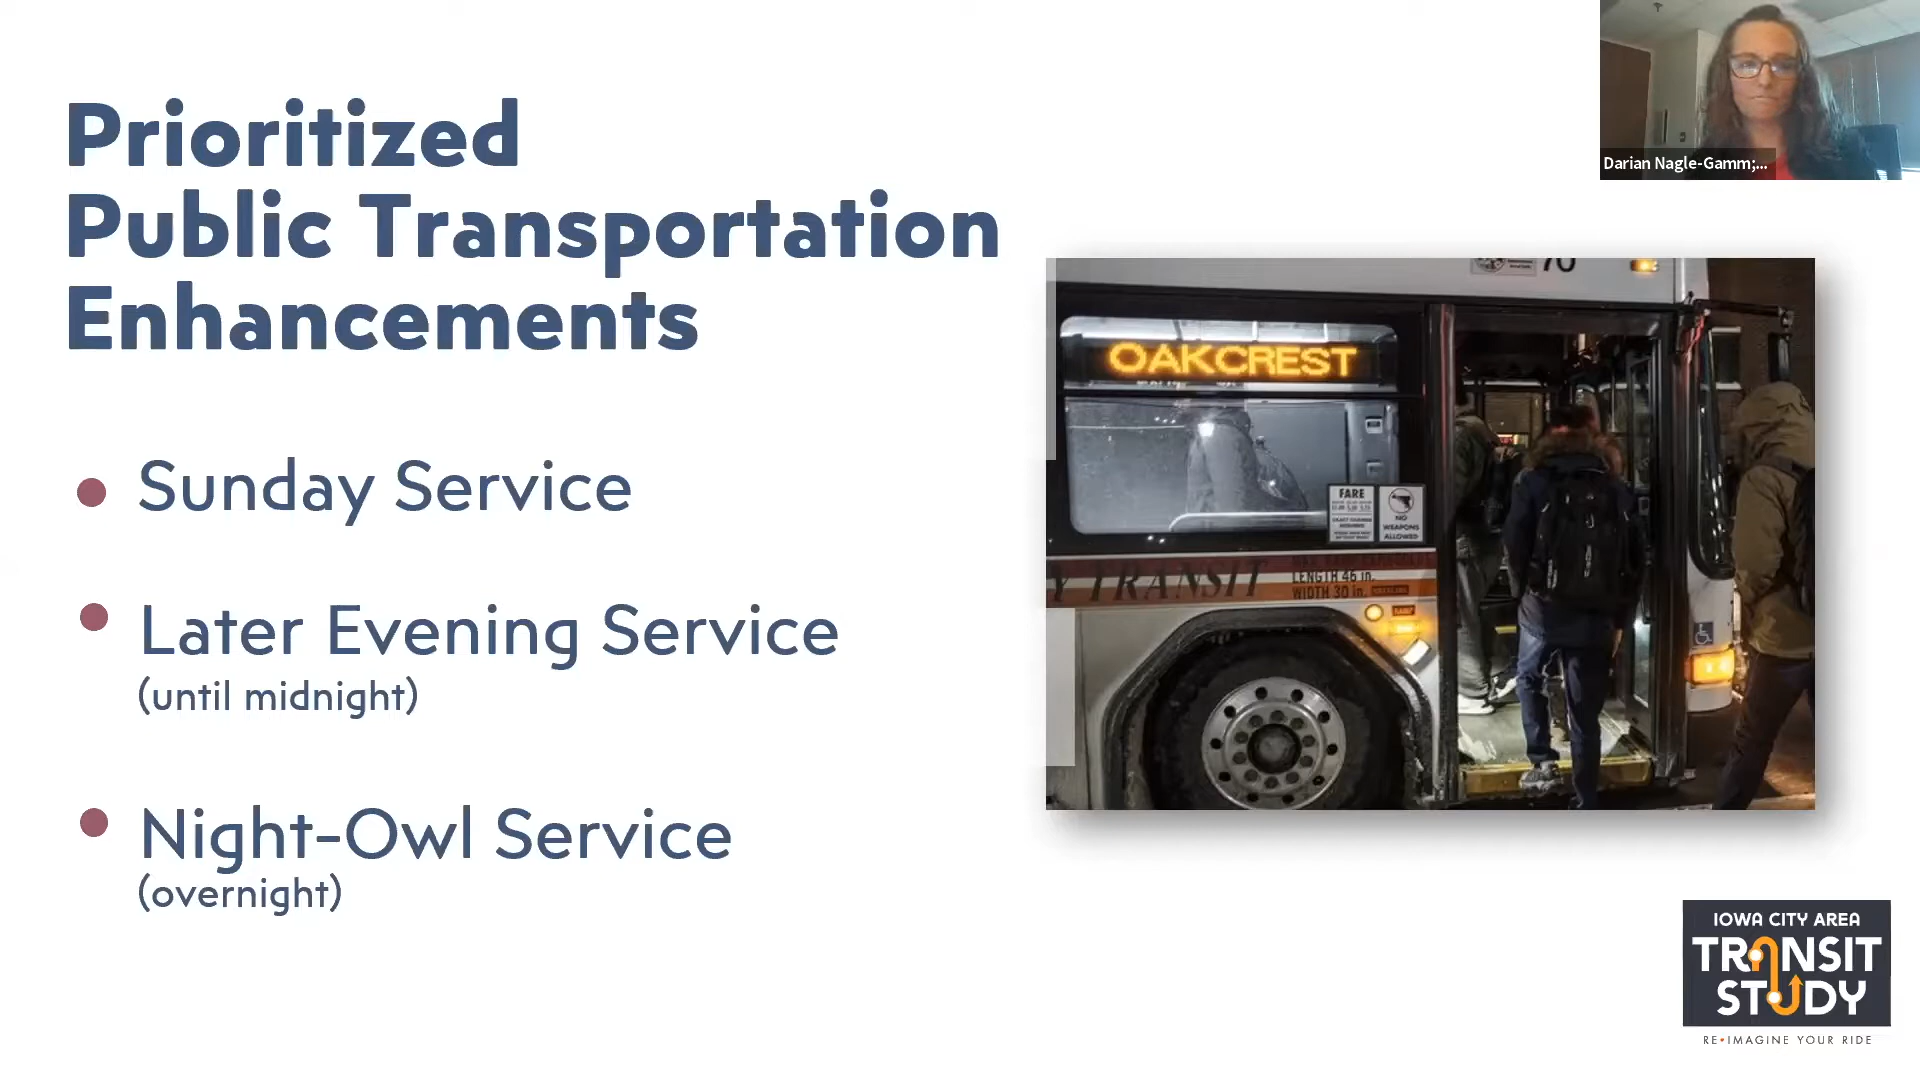 Prioritized
Public Transportation
Enhancements
Sunday Service
Later Evening Service
(until midnight)
Night-Owl Service
(overnight)
Darian Nagle-Gamm;...
70
OAKCREST
FARE
NO
WEAPONS
ALLOWED
Y TRANSIT
LENGTH 46 in.
WIDTH 30 in.
IOWA CITY AREA
TRANSIT
STUDY
RE•IMAGINE YOUR RIDE